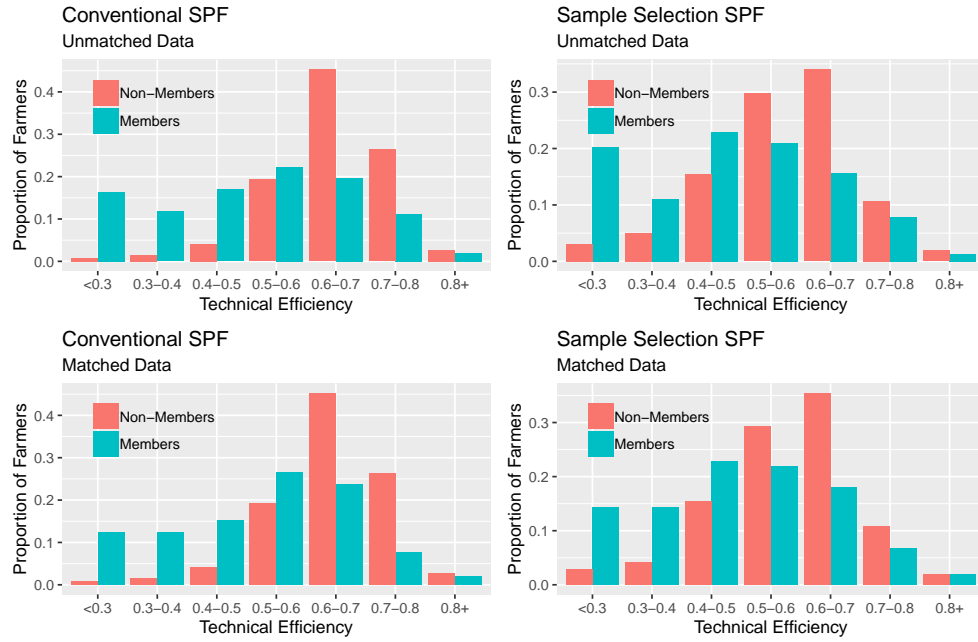 Conventional SPF
Unmatched Data
Proportion of Farmers
0.4
0.3
0.2
0.1
0.0
Non−Members
Members
<0.3 0.3−0.4 0.4−0.5 0.5−0.6 0.6−0.7 0.7−0.8 0.8+
Technical Efficiency
Sample Selection SPF
Unmatched Data
Proportion of Farmers
0.3
0.2
0.1
0.0
Non−Members
Members
<0.3 0.3−0.4 0.4−0.5 0.5−0.6 0.6−0.7 0.7−0.8 0.8+
Technical Efficiency
Conventional SPF
Matched Data
Proportion of Farmers
0.4
0.3
0.2
0.1
0.0
Non−Members
Members
<0.3 0.3−0.4 0.4−0.5 0.5−0.6 0.6−0.7 0.7−0.8 0.8+
Technical Efficiency
Sample Selection SPF
Matched Data
Proportion of Farmers
0.3
0.2
0.1
0.0
Non−Members
Members
<0.3 0.3−0.4 0.4−0.5 0.5−0.6 0.6−0.7 0.7−0.8 0.8+
Technical Efficiency